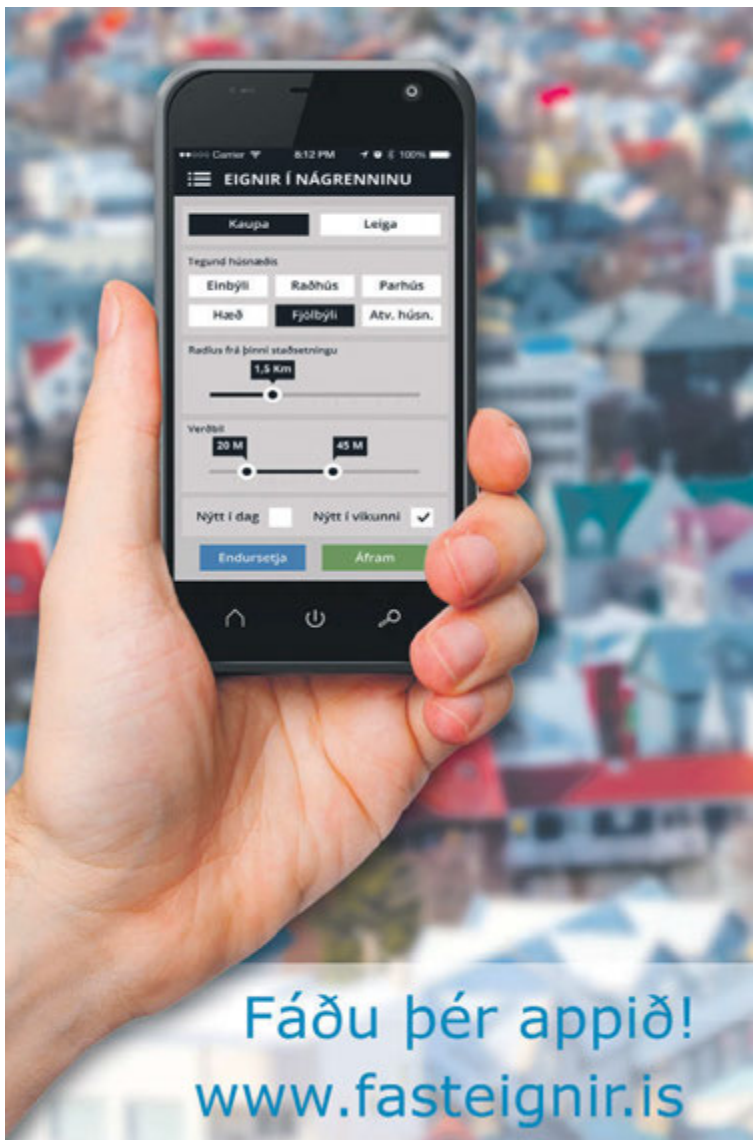 Carrier 8:12 PM 100%
EIGNIR Í NÁGRENNINU
Kaupa Leiga
Tegund húsnæðis
Einbýli Raðhús Parhús
Hæð Fjölbýli Atv. húsn.
Radíus frá þinni staðsetningu
1,5 Km
Verðbil
20 M 45 M
Nýtt í dag Nýtt í vikunni
Endursetja Áfram
Fáðu þér appið!
www.fasteignir.is